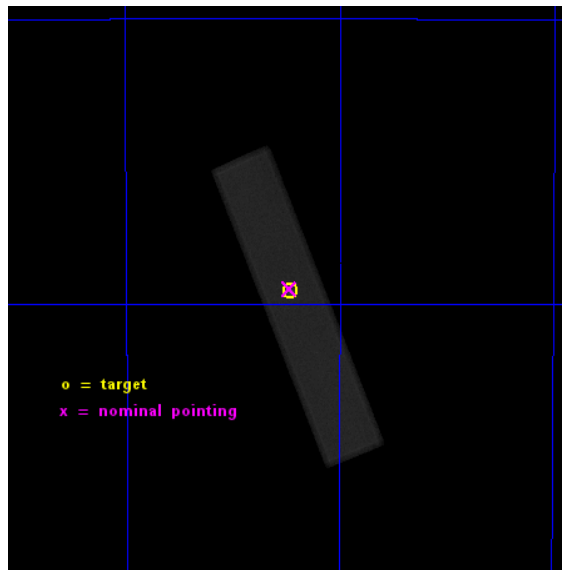 o = target
x = nominal pointing